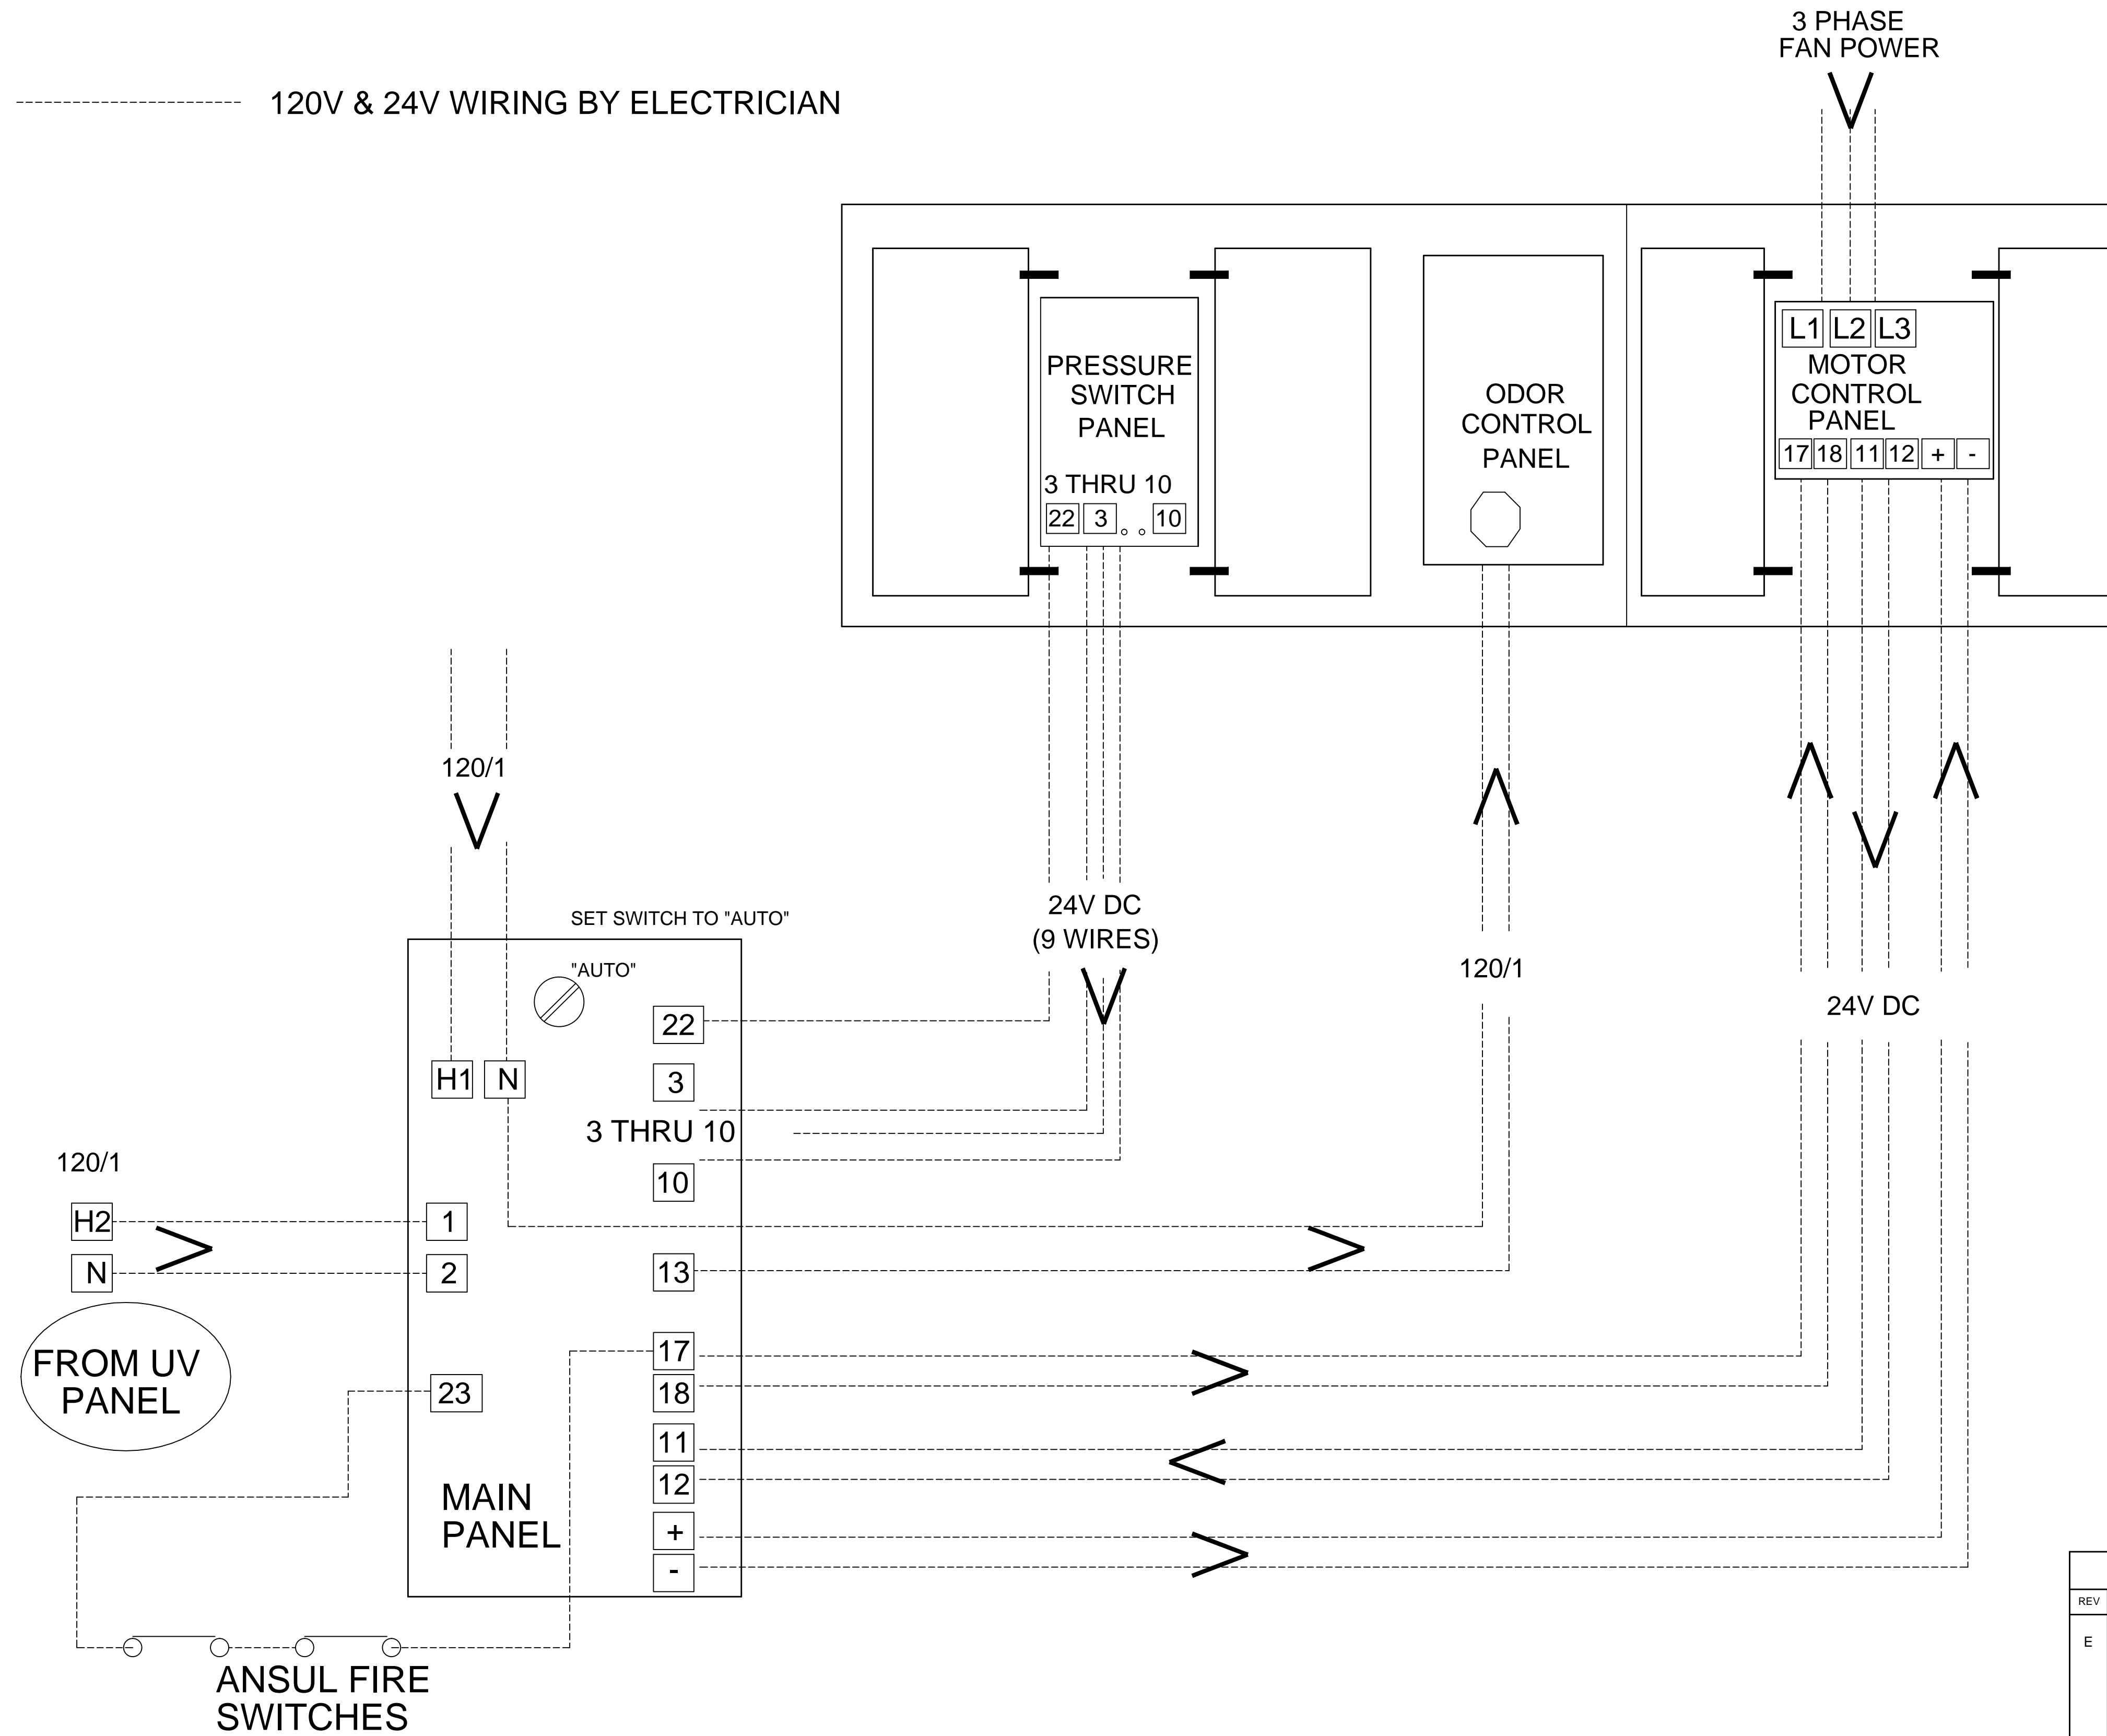 3 PHASE
FAN POWER
120V & 24V WIRING BY ELECTRICIAN
L1 L2 L3
MOTOR
CONTROL
PANEL
17 18 11 12 + -
PRESSURE
SWITCH
PANEL
3 THRU 10
22 3 10
ODOR
CONTROL
PANEL
120/1
24V DC
(9 WIRES)
120/1
24V DC
SET SWITCH TO "AUTO"
"AUTO"
22
H1 N
3
3 THRU 10
10
120/1
H2
N
1
2
13
FROM UV
PANEL
17
23
18
11
12
MAIN
PANEL
+
-
ANSUL FIRE
SWITCHES
REV
E